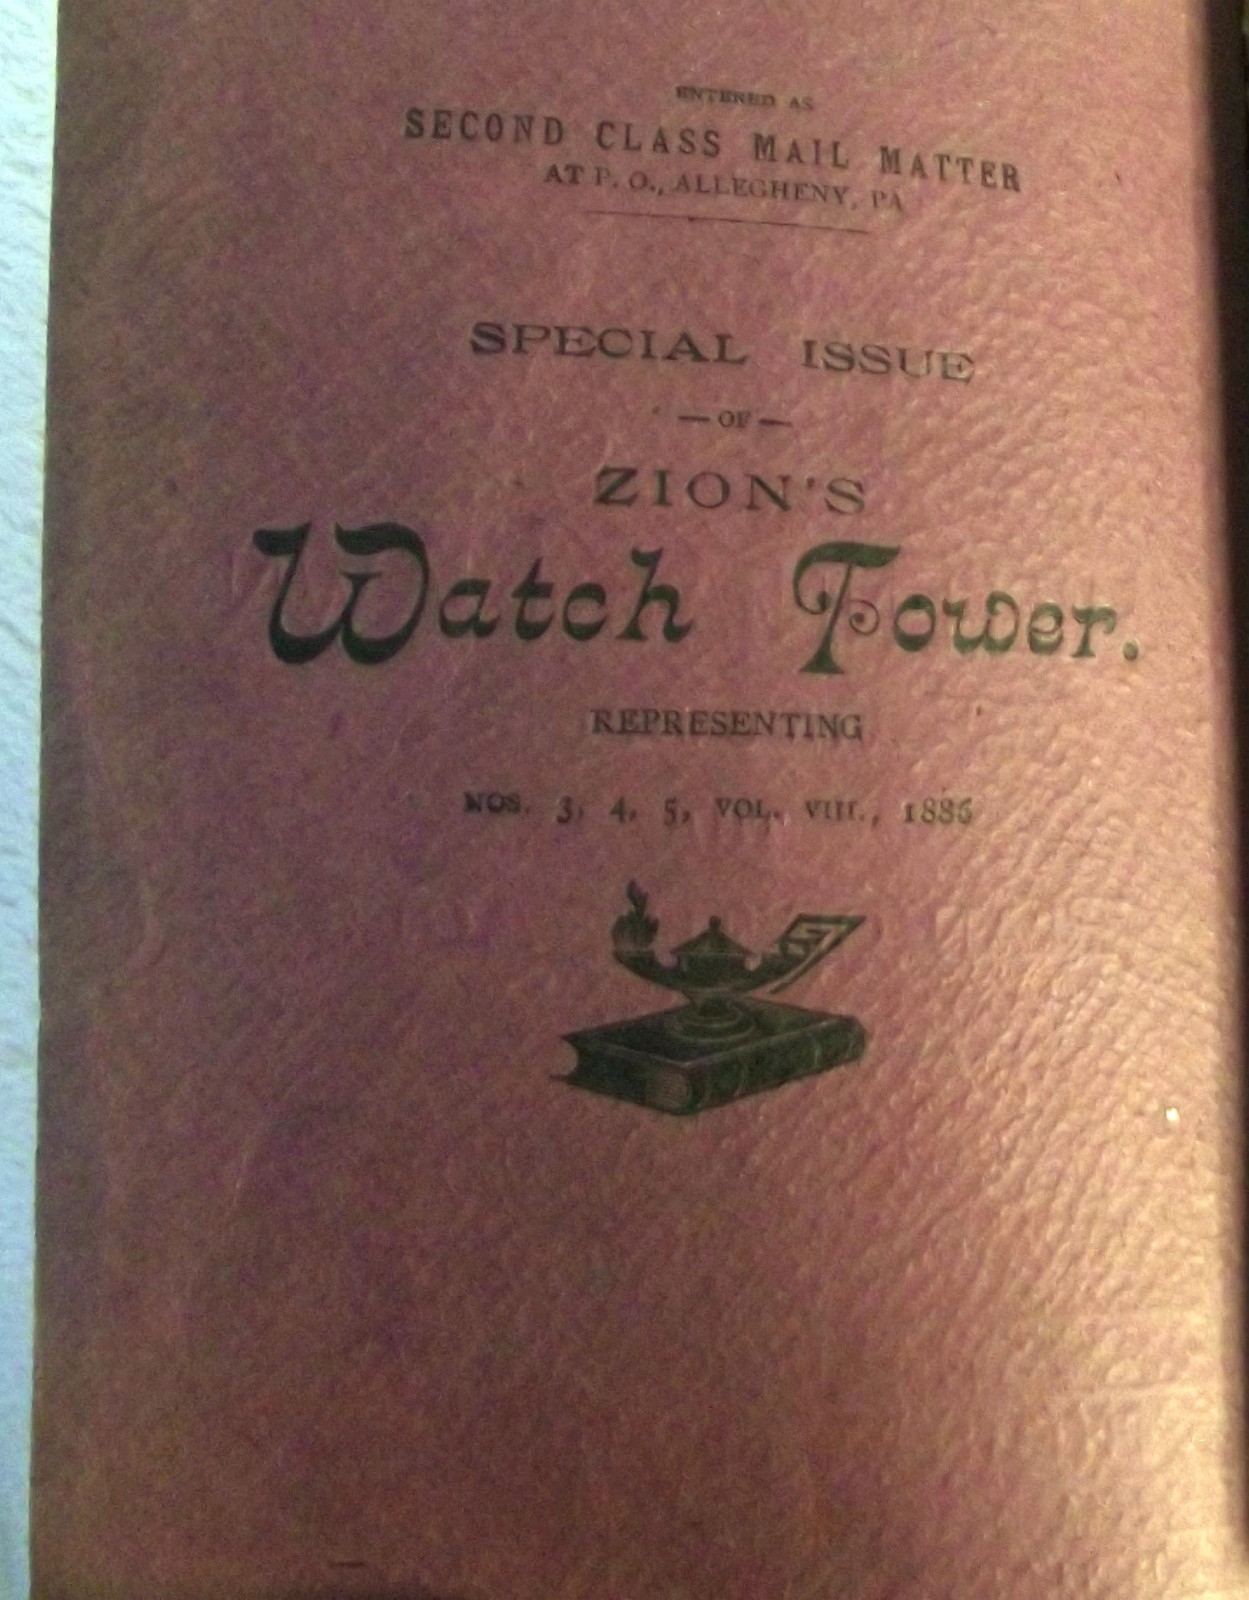 ENTERED AS
SECOND CLASS MAIL MATTER
AT P. O., ALLEGHENY, PA
SPECIAL ISSUE
— OF —
ZION'S
Watch Tower.
REPRESENTING
NOS. 3, 4, 5, VOL. VIII., 1886